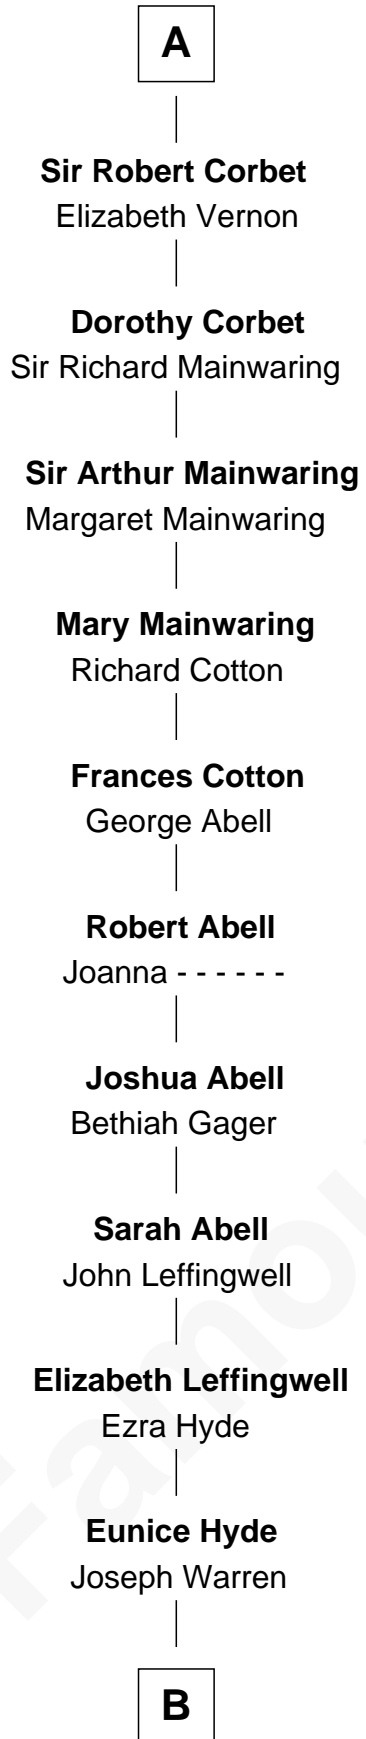 A
Sir Robert Corbet
Elizabeth Vernon
Dorothy Corbet
Sir Richard Mainwaring
Sir Arthur Mainwaring
Margaret Mainwaring
Mary Mainwaring
Richard Cotton
Frances Cotton
George Abell
Robert Abell
Joanna - - - - - -
Joshua Abell
Bethiah Gager
Sarah Abell
John Leffingwell
Elizabeth Leffingwell
Ezra Hyde
Eunice Hyde
Joseph Warren
B
Famou